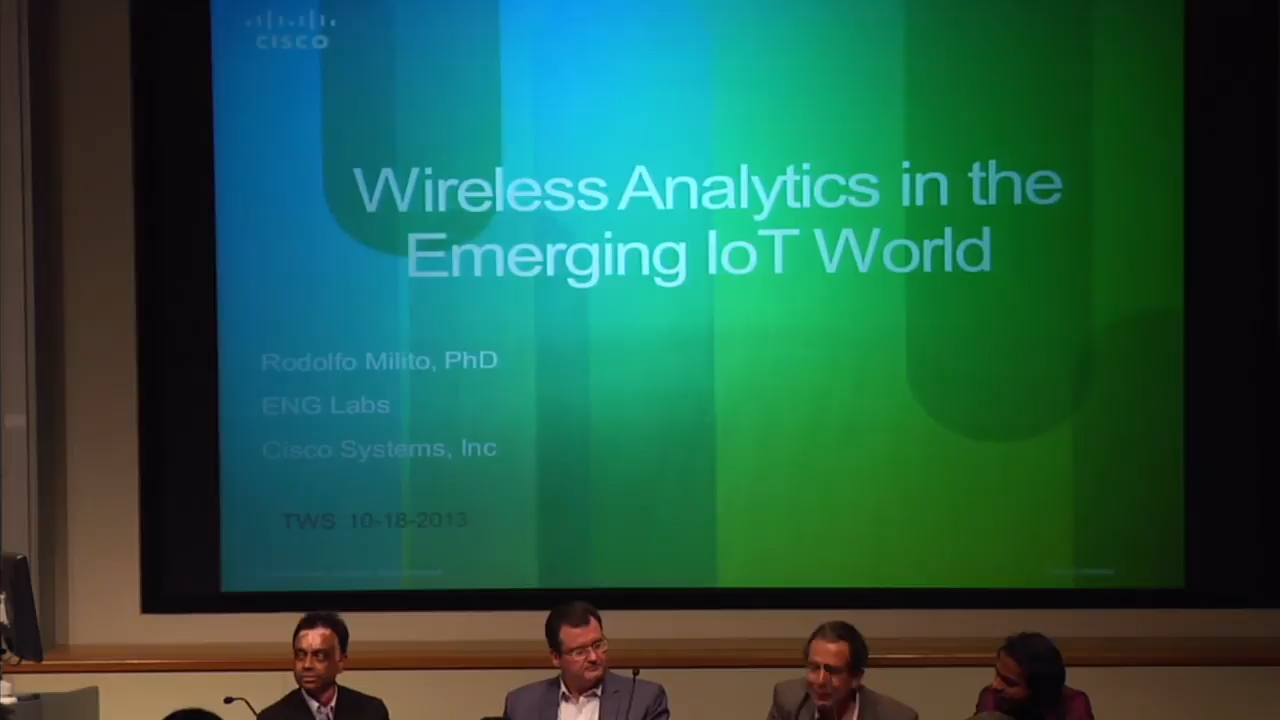 CISCO
Wireless Analytics in the
Emerging IoT World
Rodolfo Milito, PhD
ENG Labs
Cisco Systems, Inc
TWS 10-18-2013